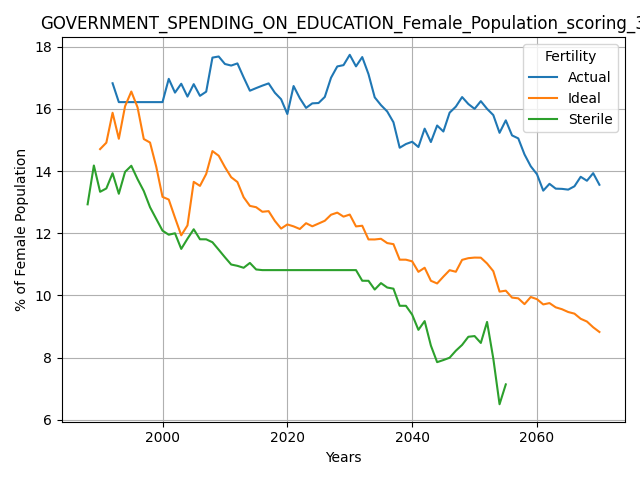 GOVERNMENT_SPENDING_ON_EDUCATION_Female_Population_scoring_3
18
16
14
12
10
8
6
% of Female Population
2000
2020
2040
2060
Years
Fertility
Actual
Ideal
Sterile